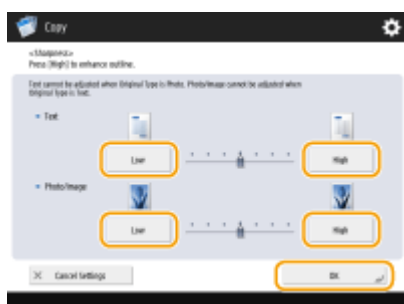 Copy
<Sharpness>
Press [High] to enhance outline.
Text cannot be adjusted when Original Type is Photo. Photo/Image cannot be adjusted when
Original Type is Text.
Text
Low
High
Photo/Image
Low
High
Cancel Settings
OK